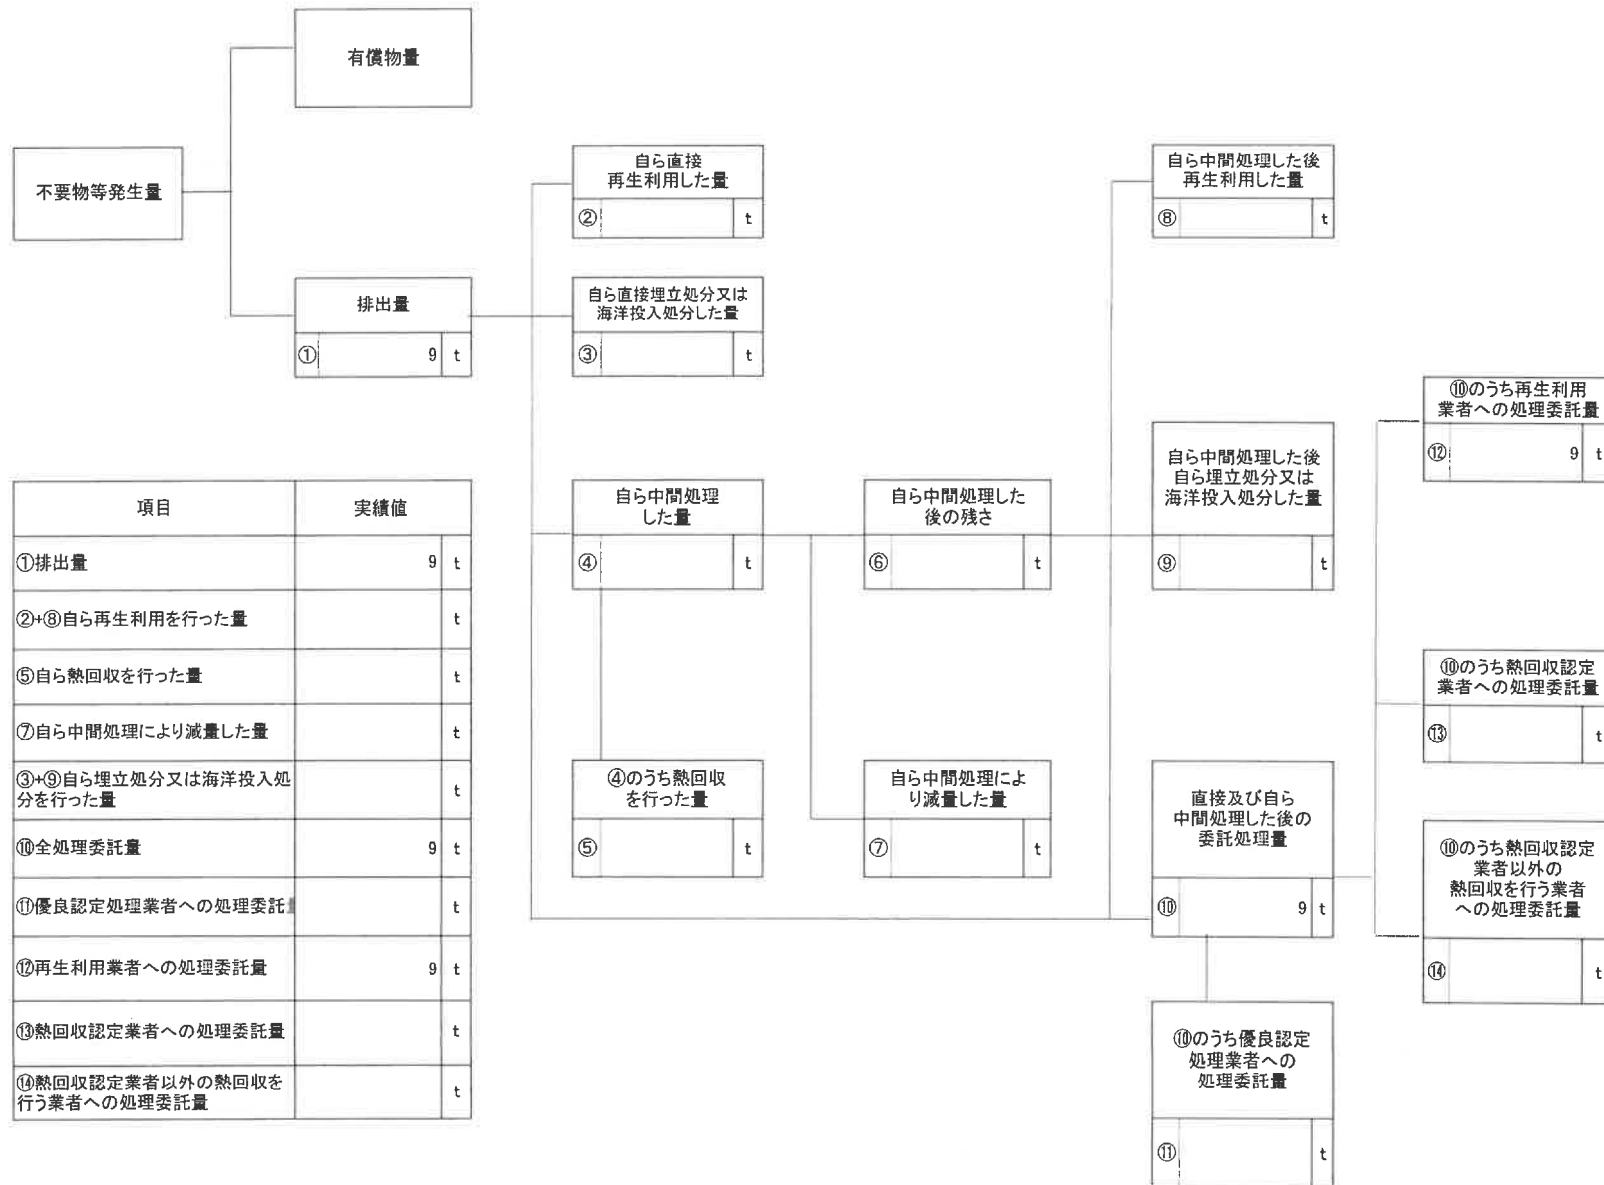 有償物量
不要物等発生量
排出量
① 9 t
自ら直接
再生利用した量
② t
自ら直接埋立処分又は
海洋投入処分した量
③ t
自ら中間処理
した量
④ t
④のうち熱回収
を行った量
⑤ t
自ら中間処理した
後の残さ
⑥ t
自ら中間処理によ
り減量した量
⑦ t
自ら中間処理した後
再生利用した量
⑧ t
自ら中間処理した後
自ら埋立処分又は
海洋投入処分した量
⑨ t
直接及び自ら
中間処理した後の
委託処理量
⑩ 9 t
⑩のうち優良認定
処理業者への
処理委託量
⑪ t
⑩のうち再生利用
業者への処理委託量
⑫ 9 t
⑩のうち熱回収認定
業者への処理委託量
⑬ t
⑩のうち熱回収認定
業者以外の
熱回収を行う業者
への処理委託量
⑭ t
項目 実績値
①排出量 9 t
②+⑧自ら再生利用を行った量 t
⑤自ら熱回収を行った量 t
⑦自ら中間処理により減量した量 t
③+⑨自ら埋立処分又は海洋投入処
分を行った量 t
⑩全処理委託量 9 t
⑪優良認定処理業者への処理委託 t
⑫再生利用業者への処理委託量 9 t
⑬熱回収認定業者への処理委託量 t
⑭熱回収認定業者以外の熱回収を
行う業者への処理委託量 t